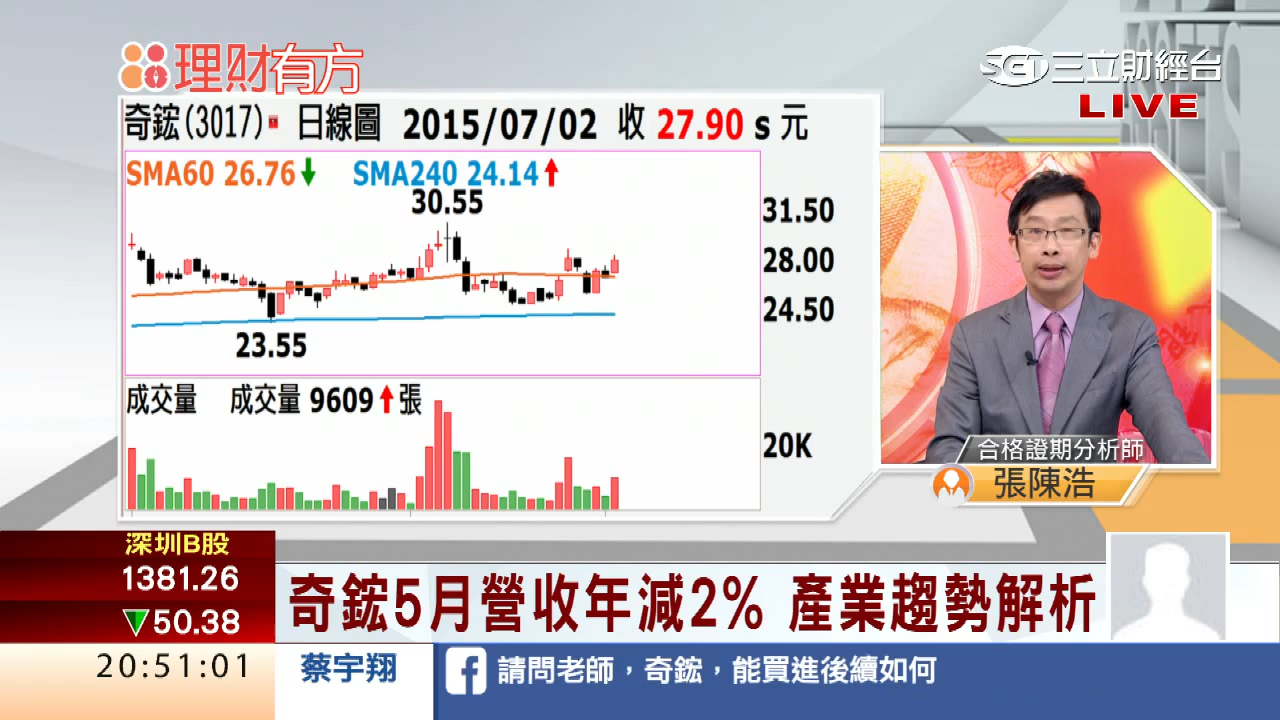 理財有方
SET 三立財經台
LIVE
奇鋐(3017) 日線圖 2015/07/02 收 27.90 s 元
SMA60 26.76↓ SMA240 24.14↑
30.55
31.50
28.00
24.50
23.55
成交量 成交量 9609↑張
20K
合格證期分析師
張陳浩
深圳B股
1381.26
▼50.38
奇鋐5月營收年減2% 產業趨勢解析
20:51:01
蔡宇翔
f 請問老師，奇鋐，能買進後續如何